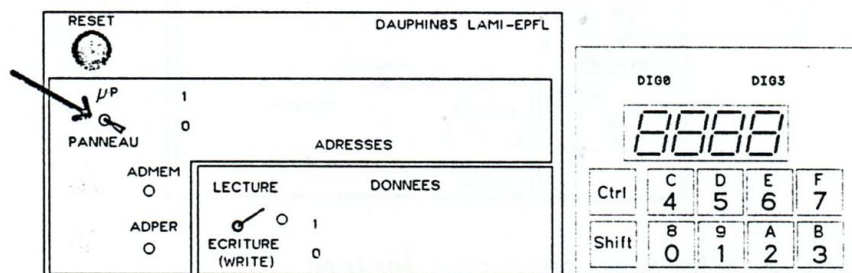 RESET
DAUPHIN85 LAMI-EPFL
µP 1
0
PANNEAU
ADRESSES
ADMEM
ADPER
LECTURE
DONNEES
1
ECRITURE
(WRITE)
0
DIG0 DIG3
8888
Ctrl
C D E F
4 5 6 7
Shift
8 9 A B
0 1 2 3